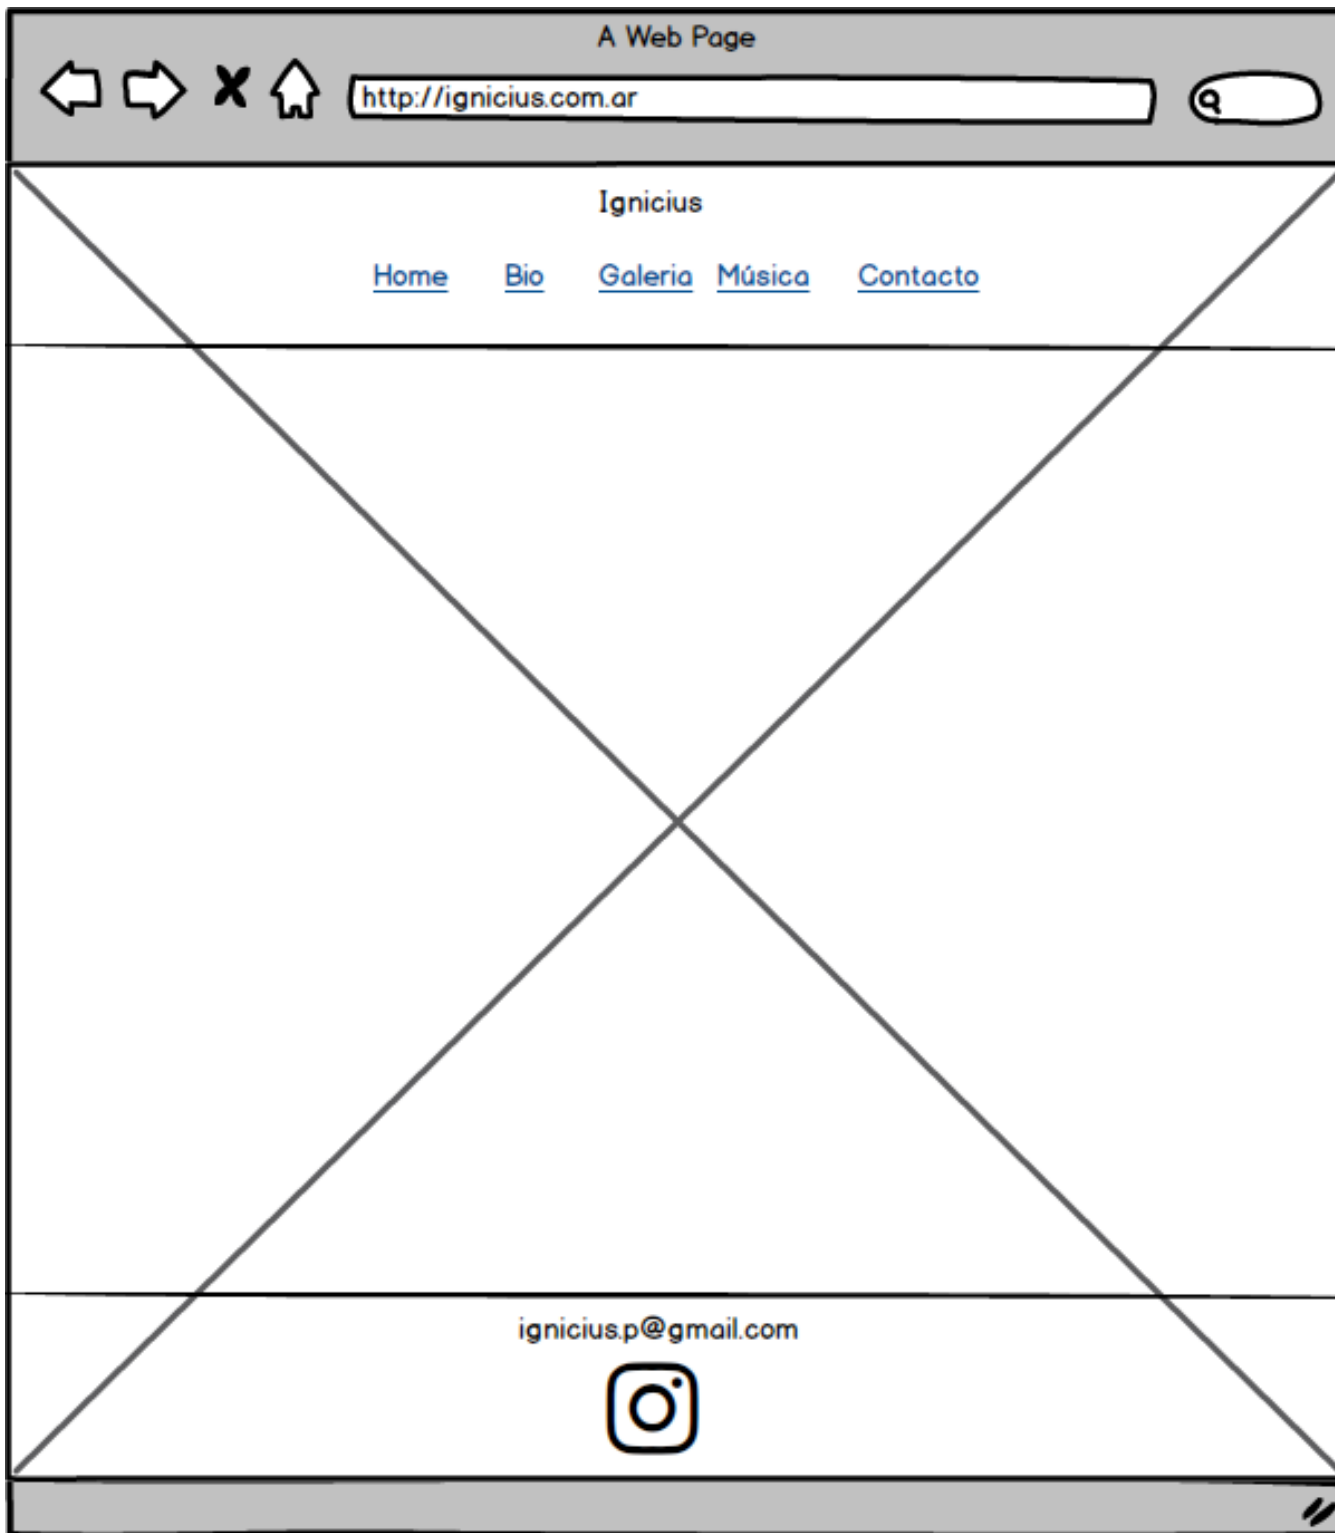 A Web Page
http://ignicius.com.ar
Ignicius
Home Bio Galeria Música Contacto
ignicius.p@gmail.com